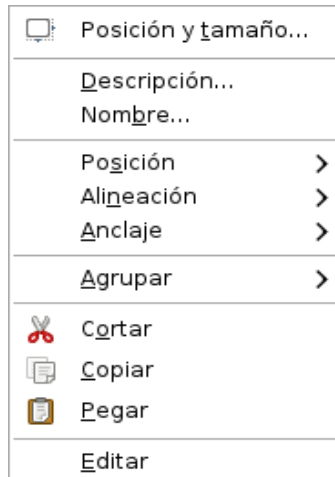 Posición y tamaño...
Descripción...
Nombre...
Posición
Alineación
Anclaje
Agrupar
Cortar
Copiar
Pegar
Editar